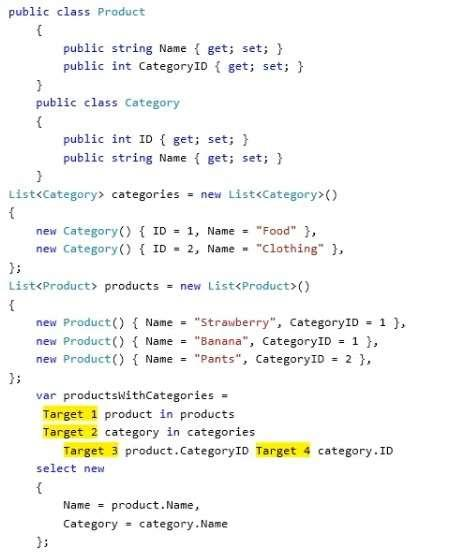 public class Product
{
public string Name { get; set; }
public int CategoryID { get; set; }
}
public class Category
{
public int ID { get; set; }
public string Name { get; set; }
}
List<Category> categories = new List<Category>()
{
new Category() { ID = 1, Name = "Food" },
new Category() { ID = 2, Name = "Clothing" },
};
List<Product> products = new List<Product>()
{
new Product() { Name = "Strawberry", CategoryID = 1 },
new Product() { Name = "Banana", CategoryID = 1 },
new Product() { Name = "Pants", CategoryID = 2 },
};
var productsWithCategories =
Target 1 product in products
Target 2 category in categories
Target 3 product.CategoryID Target 4 category.ID
select new
{
Name = product.Name,
Category = category.Name
};